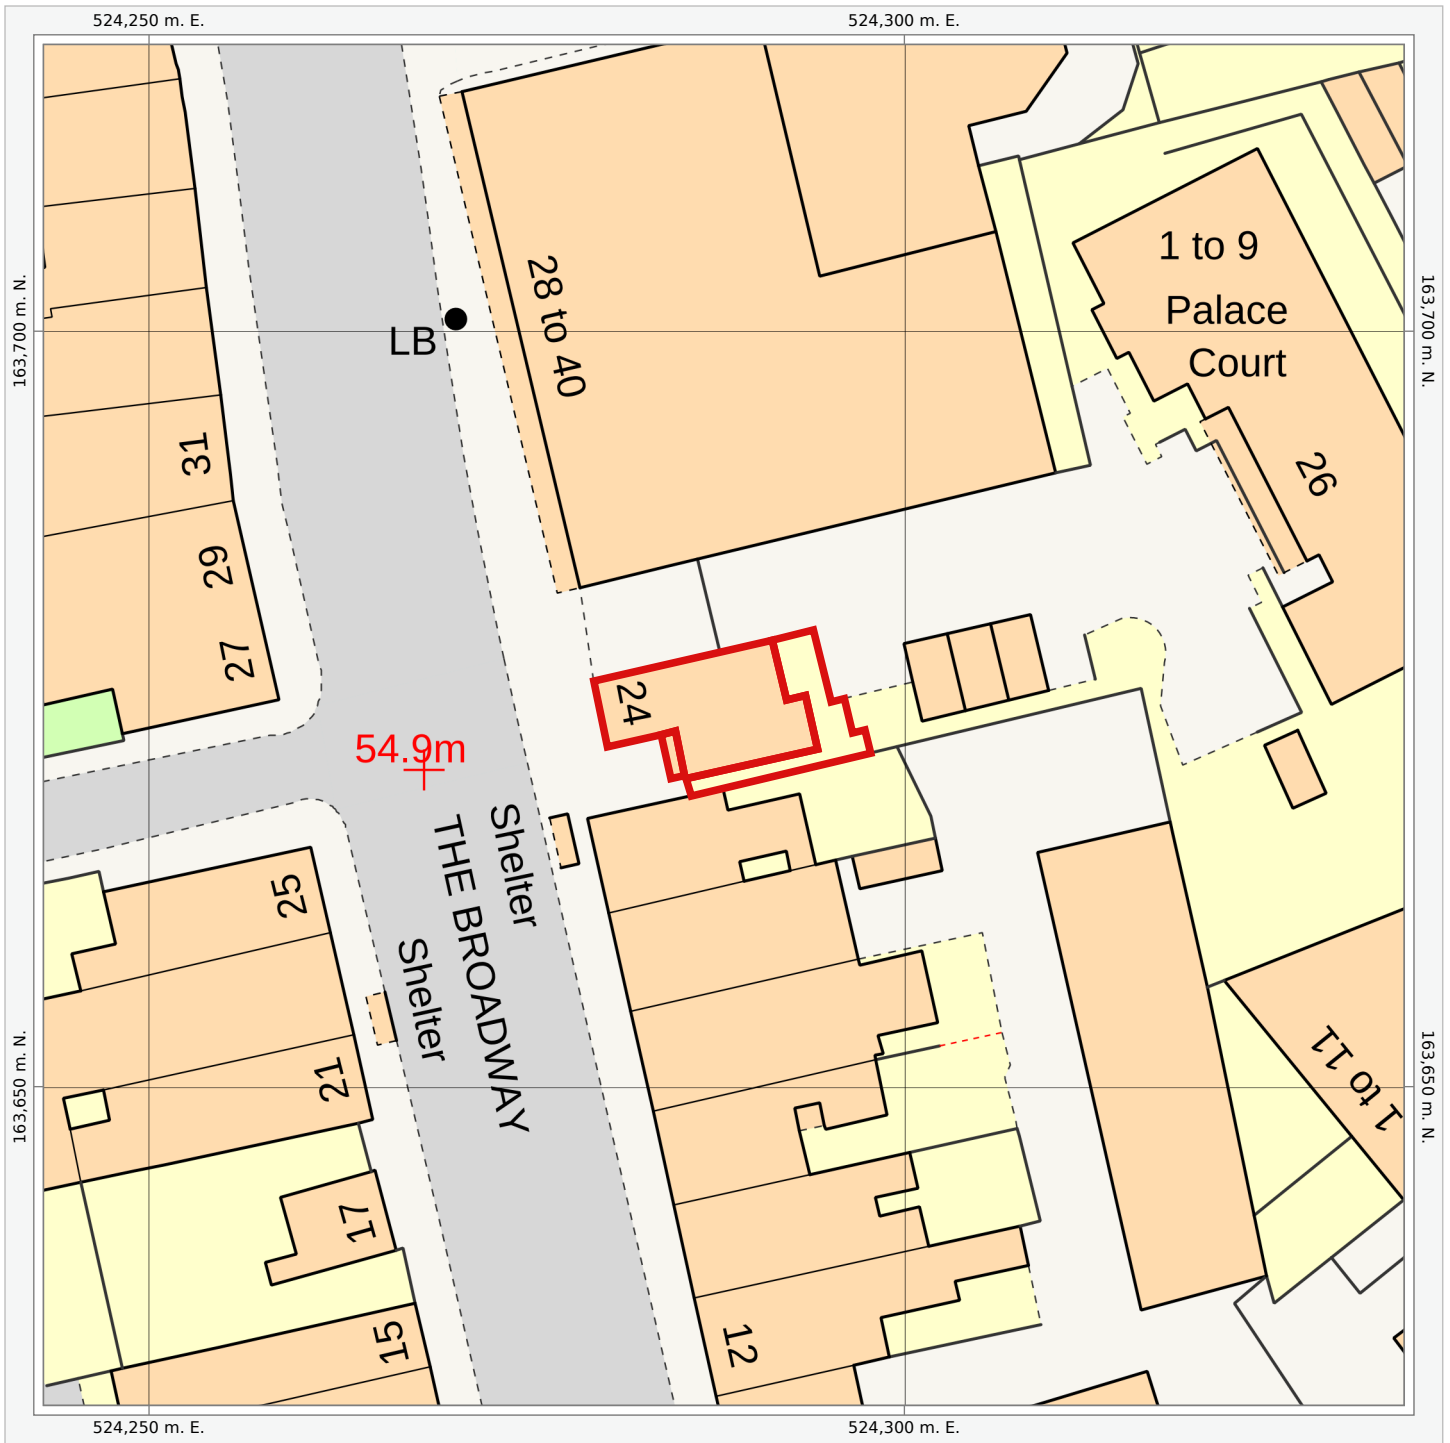 524,250 m. E.
524,300 m. E.
163,700 m. N.
163,700 m. N.
1 to 9
Palace
Court
28 to 40
LB
31
26
29
27
24
54.9m
Shelter
THE BROADWAY
Shelter
25
21
1 to 11
163,650 m. N.
163,650 m. N.
17
15
12
524,250 m. E.
524,300 m. E.